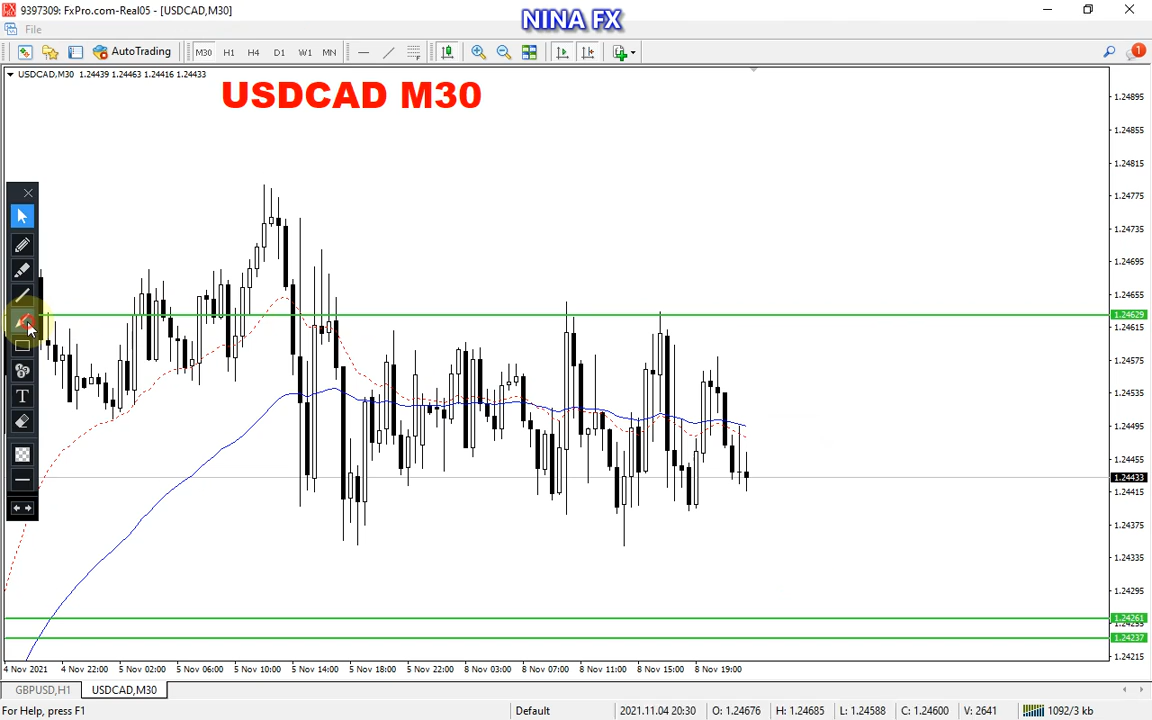 9397309: FxPro.com-Real05 - [USDCAD,M30]
NINA FX
File
AutoTrading M30 H1 H4 D1 W1 MN 1
USDCAD,M30 1.24439 1.24463 1.24416 1.24433
USDCAD M30
1.24895
1.24855
1.24815
1.24775
1.24735
1.24695
1.24655
1.24629
1.24615
1.24575
1.24535
1.24495
1.24455
1.24433
1.24415
1.24375
1.24335
1.24295
1.24261
1.24255
1.24237
1.24215
T
4 Nov 2021 4 Nov 22:00 5 Nov 02:00 5 Nov 06:00 5 Nov 10:00 5 Nov 14:00 5 Nov 18:00 5 Nov 22:00 8 Nov 03:00 8 Nov 07:00 8 Nov 11:00 8 Nov 15:00 8 Nov 19:00
GBPUSD,H1 USDCAD,M30
For Help, press F1 Default 2021.11.04 20:30 O: 1.24676 H: 1.24685 L: 1.24588 C: 1.24600 V: 2641 1092/3 kb